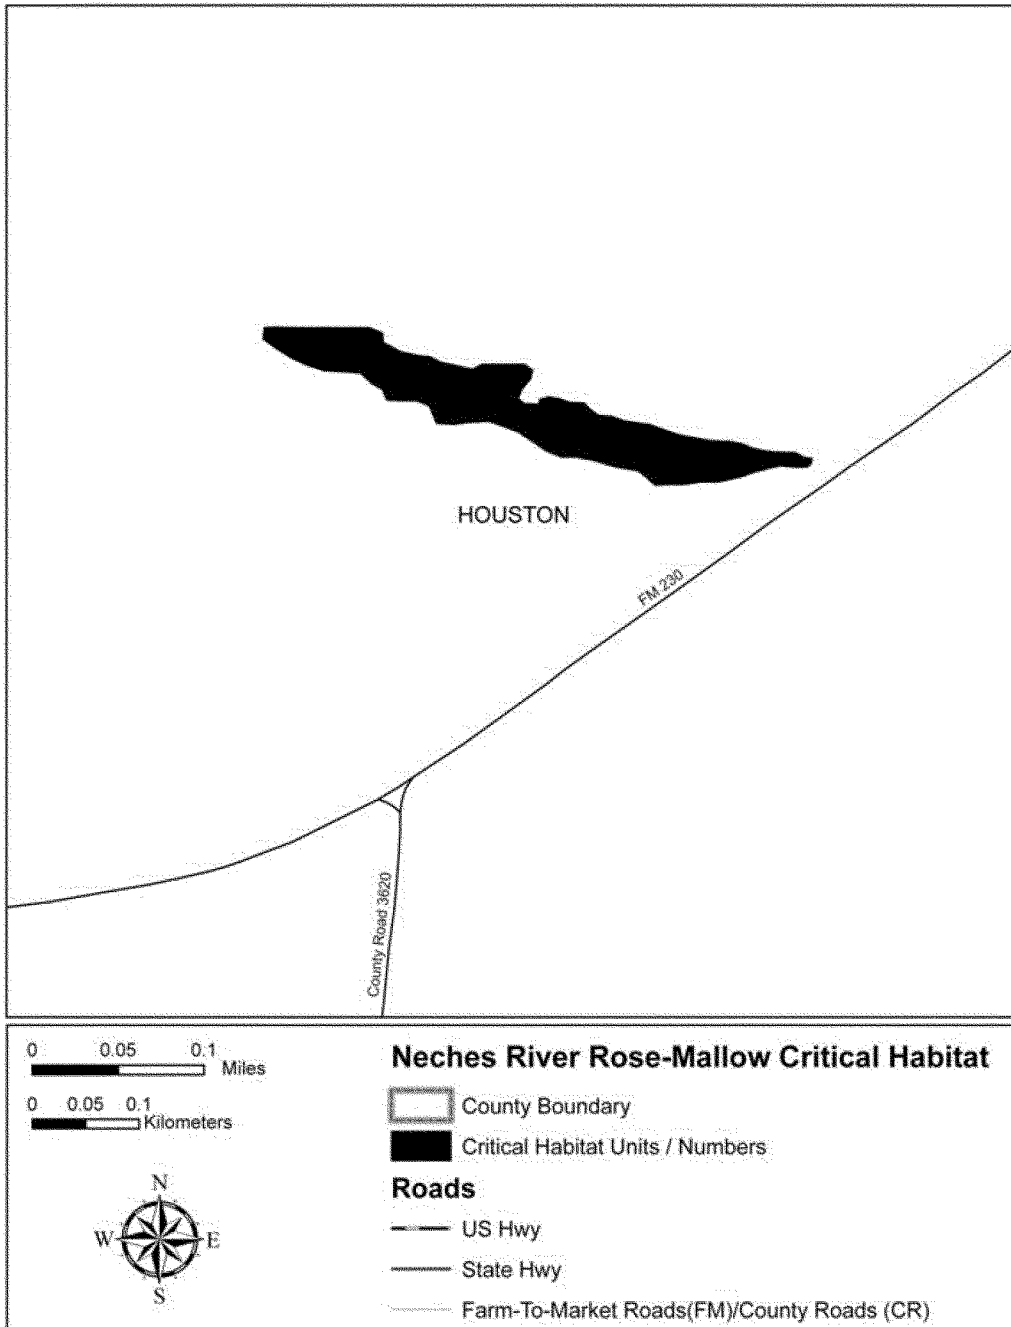 HOUSTON
FM 230
County Road 3620
0 0.05 0.1
Miles
0 0.05 0.1
Kilometers
N
W E
S
Neches River Rose-Mallow Critical Habitat
County Boundary
Critical Habitat Units / Numbers
Roads
US Hwy
State Hwy
Farm-To-Market Roads(FM)/County Roads (CR)